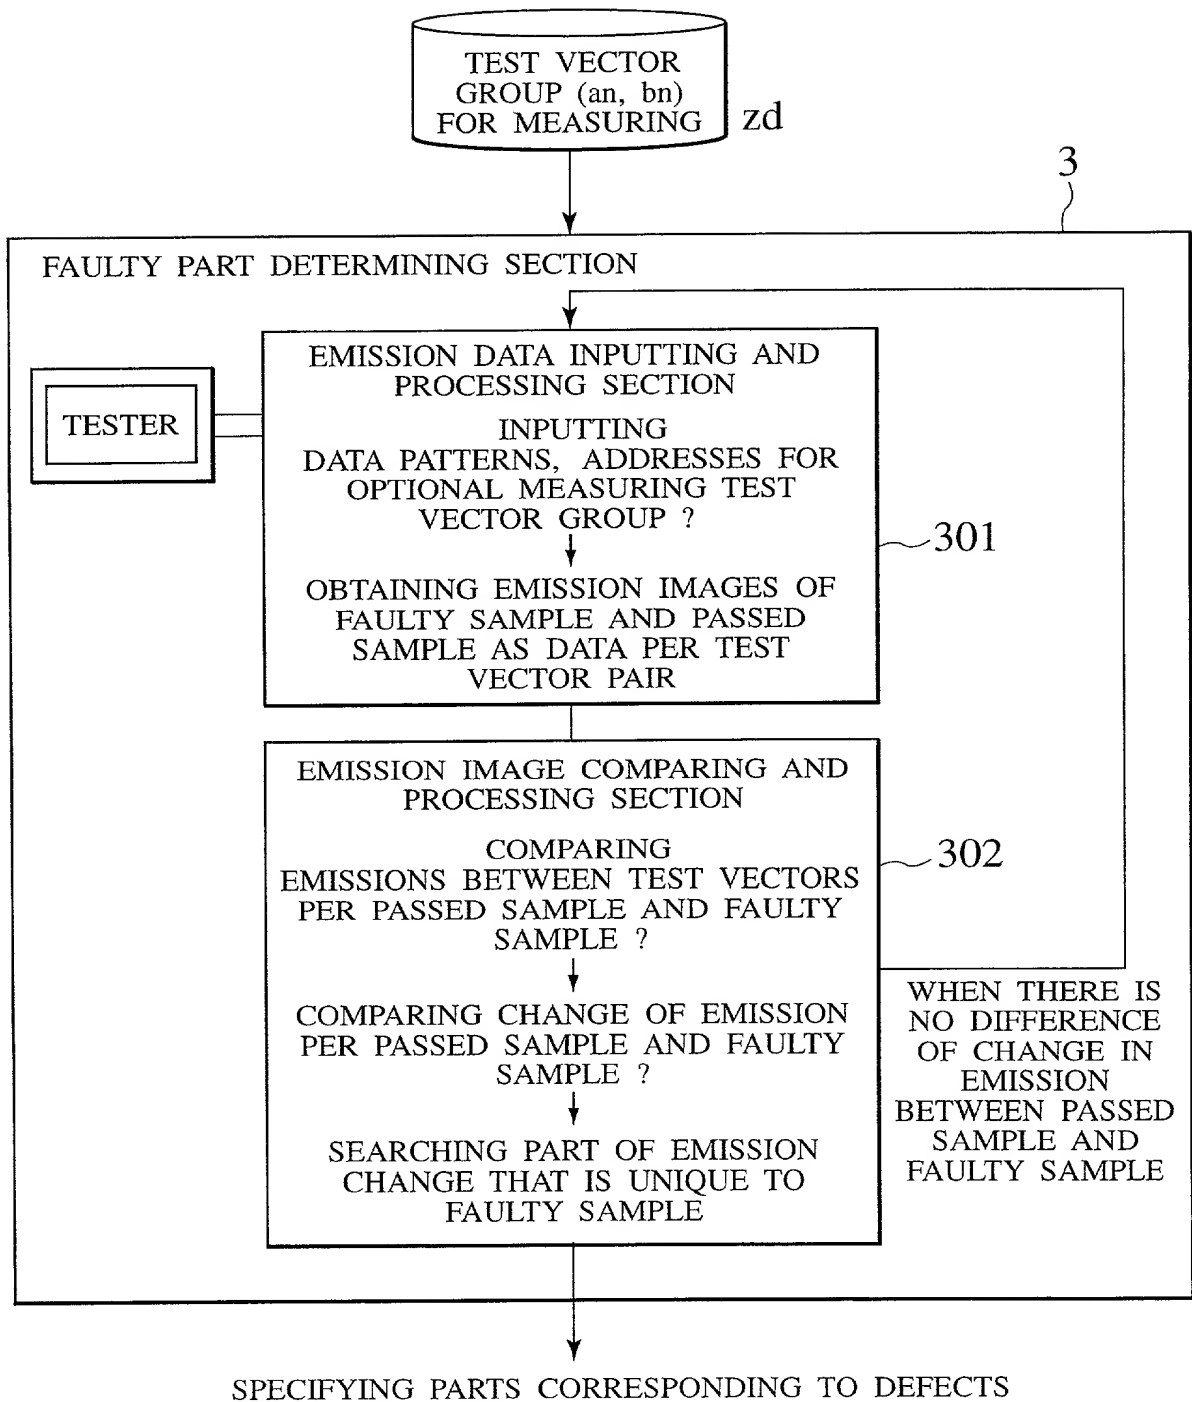 TEST VECTOR
GROUP (an, bn)
FOR MEASURING
zd
3
FAULTY PART DETERMINING SECTION
EMISSION DATA INPUTTING AND
PROCESSING SECTION
TESTER
INPUTTING
DATA PATTERNS, ADDRESSES FOR
OPTIONAL MEASURING TEST
VECTOR GROUP ?
301
OBTAINING EMISSION IMAGES OF
FAULTY SAMPLE AND PASSED
SAMPLE AS DATA PER TEST
VECTOR PAIR
EMISSION IMAGE COMPARING AND
PROCESSING SECTION
COMPARING
EMISSIONS BETWEEN TEST VECTORS
PER PASSED SAMPLE AND FAULTY
SAMPLE ?
302
COMPARING CHANGE OF EMISSION
PER PASSED SAMPLE AND FAULTY
SAMPLE ?
SEARCHING PART OF EMISSION
CHANGE THAT IS UNIQUE TO
FAULTY SAMPLE
WHEN THERE IS
NO DIFFERENCE
OF CHANGE IN
EMISSION
BETWEEN PASSED
SAMPLE AND
FAULTY SAMPLE
SPECIFYING PARTS CORRESPONDING TO DEFECTS